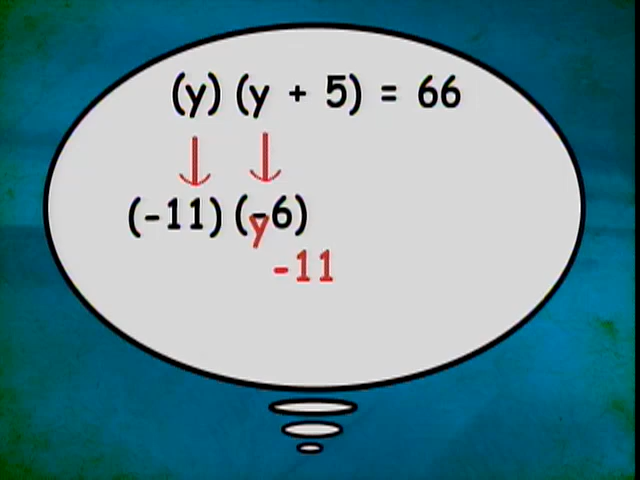 (y) (y + 5) = 66
(-11) (-6)
y
-11